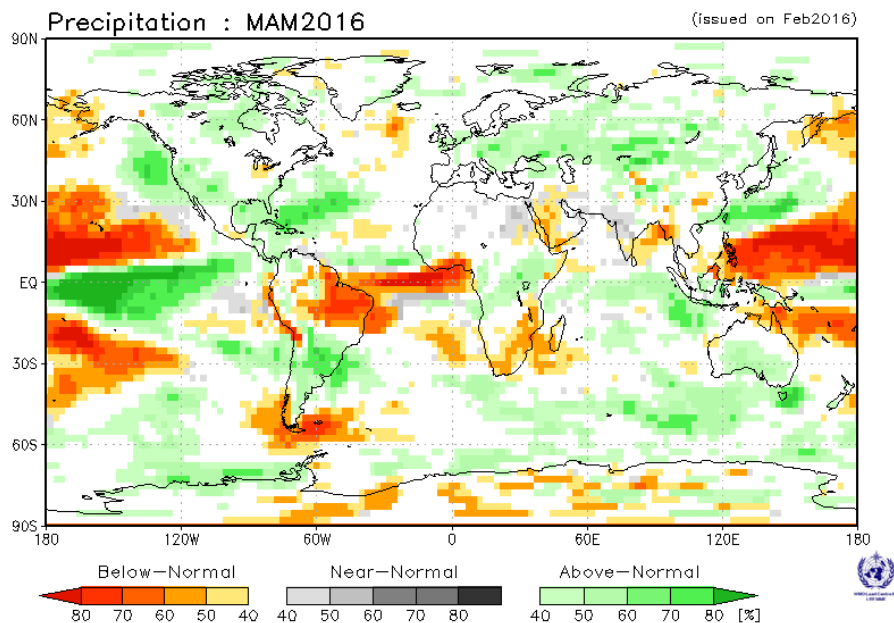 Precipitation : MAM2016
(issued on Feb2016)
90N
60N
30N
EQ
30S
60S
90S
180 120W 60W 0 60E 120E 180
Below-Normal Near-Normal Above-Normal
80 70 60 50 40 40 50 60 70 80 40 50 60 70 80 [%]